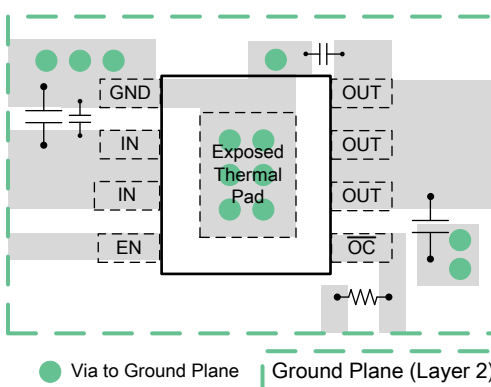 GND
OUT
IN
Exposed
Thermal
Pad
OUT
IN
OUT
EN
OC
Via to Ground Plane
Ground Plane (Layer 2)